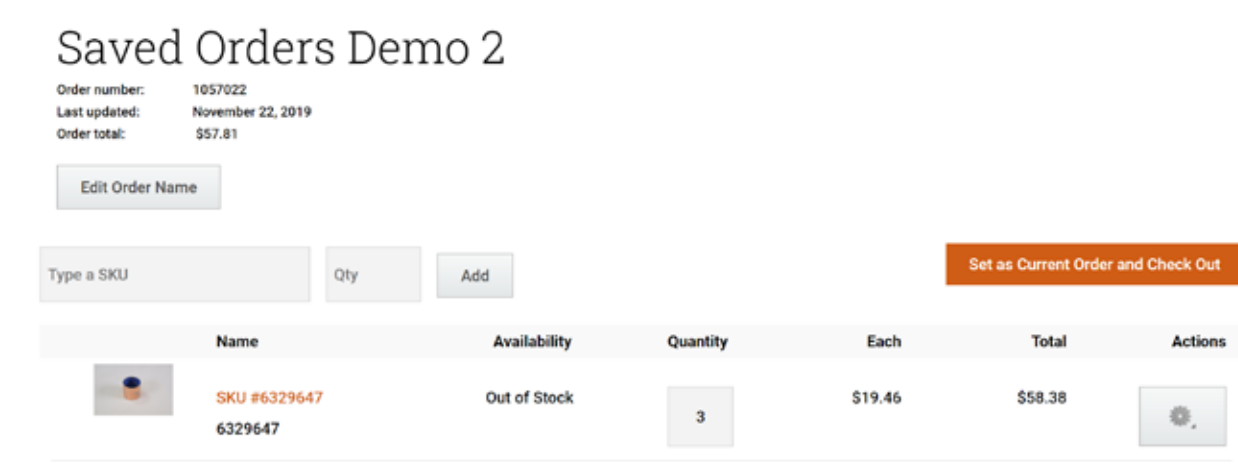 Saved Orders Demo 2
Order number: 1057022
Last updated: November 22, 2019
Order total: $57.81
Edit Order Name
Type a SKU Qty Add Set as Current Order and Check Out
Name Availability Quantity Each Total Actions
SKU #6329647 Out of Stock 3 $19.46 $58.38
6329647